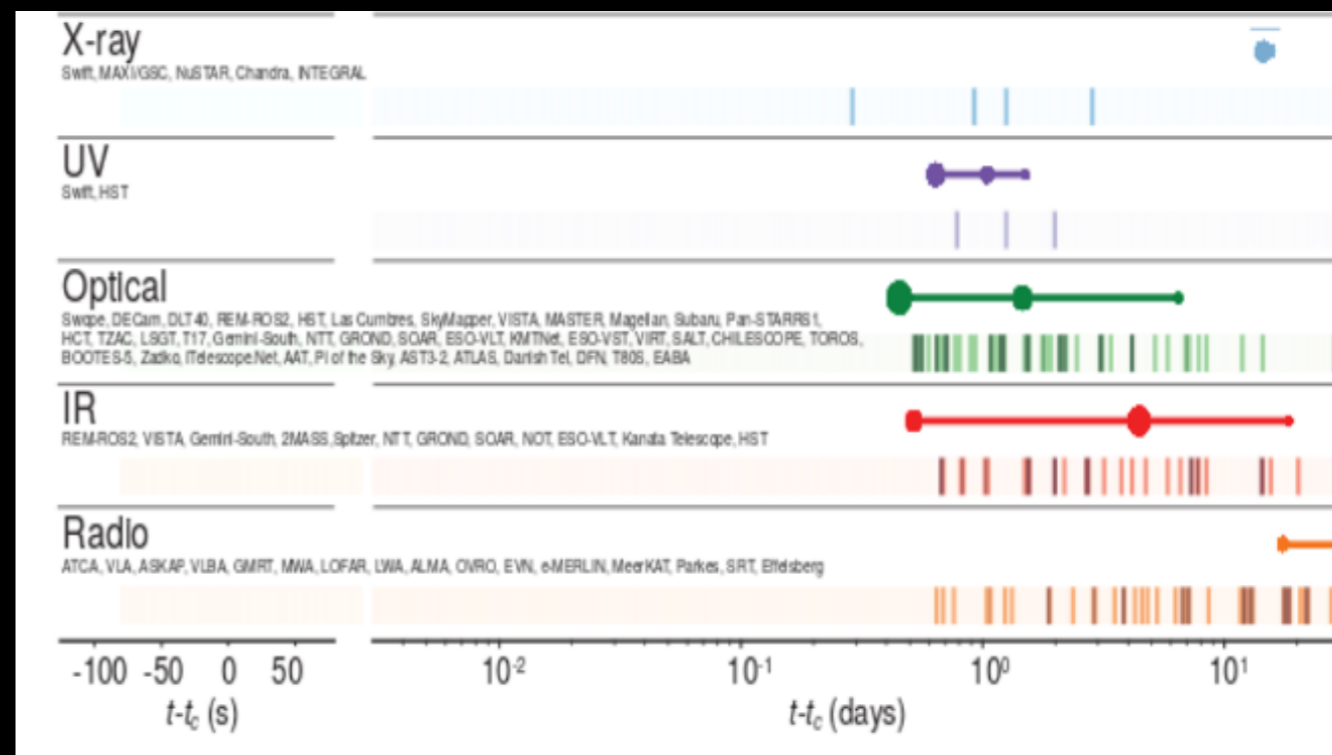 X-ray
Swift, MAXI/GSC, NuSTAR, Chandra, INTEGRAL
UV
Swift, HST
Optical
Swope, DECam, DLT40, REM-ROS2, HST, Las Cumbres, SkyMapper, VISTA, MASTER, Magellan, Subaru, Pan-STARRS1,
HCT, TZAC, LSGT, T17, Gemini-South, NTT, GROND, SOAR, ESO-VLT, KMTNet, ESO-VST, VIRT, SALT, CHILESCOPE, TOROS,
BOOTES-5, Zadko, iTelescope.Net, AAT, Pi of the Sky, AST3-2, ATLAS, Danish Tel, DFN, T80S, EABA
IR
REM-ROS2, VISTA, Gemini-South, 2MASS,Spitzer, NTT, GROND, SOAR, NOT, ESO-VLT, Kanata Telescope, HST
Radio
ATCA, VLA, ASKAP, VLBA, GMRT, MWA, LOFAR, LWA, ALMA, OVRO, EVN, e-MERLIN, MeerKAT, Parkes, SRT, Effelsberg
-100 -50 0 50 10⁻² 10⁻¹ 10⁰ 10¹
t-tc (s) t-tc (days)